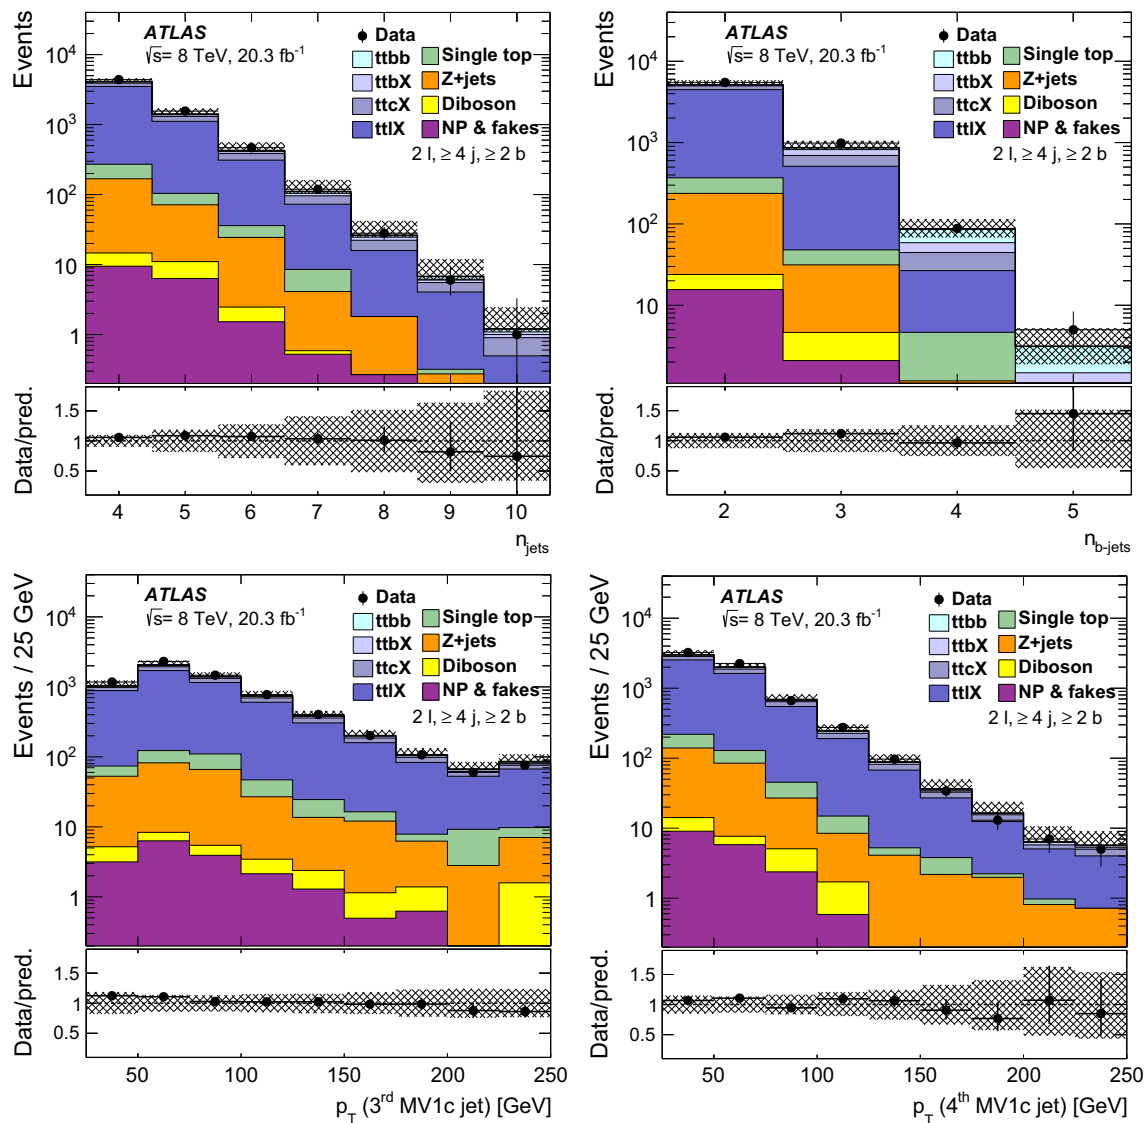 Events
ATLAS
√s= 8 TeV, 20.3 fb⁻¹
Data
ttbb
ttbX
ttcX
ttlX
Single top
Z+jets
Diboson
NP & fakes
2 l, ≥ 4 j, ≥ 2 b
10⁴
10³
10²
10
1
Data/pred.
1.5
1
0.5
4 5 6 7 8 9 10
n_jets
Events
ATLAS
√s= 8 TeV, 20.3 fb⁻¹
Data
ttbb
ttbX
ttcX
ttlX
Single top
Z+jets
Diboson
NP & fakes
2 l, ≥ 4 j, ≥ 2 b
10⁴
10³
10²
10
Data/pred.
1.5
1
0.5
2 3 4 5
n_b-jets
Events / 25 GeV
ATLAS
√s= 8 TeV, 20.3 fb⁻¹
Data
ttbb
ttbX
ttcX
ttlX
Single top
Z+jets
Diboson
NP & fakes
2 l, ≥ 4 j, ≥ 2 b
10⁴
10³
10²
10
1
Data/pred.
1.5
1
0.5
50 100 150 200 250
p_T (3ʳᵈ MV1c jet) [GeV]
Events / 25 GeV
ATLAS
√s= 8 TeV, 20.3 fb⁻¹
Data
ttbb
ttbX
ttcX
ttlX
Single top
Z+jets
Diboson
NP & fakes
2 l, ≥ 4 j, ≥ 2 b
10⁴
10³
10²
10
1
Data/pred.
1.5
1
0.5
50 100 150 200 250
p_T (4ᵗʰ MV1c jet) [GeV]